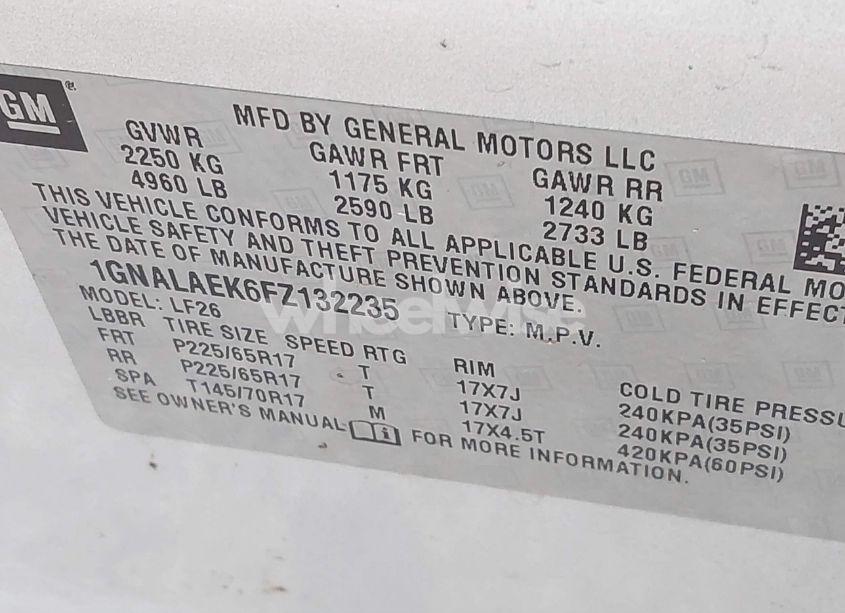 GM
MFD BY GENERAL MOTORS LLC
GVWR GAWR FRT GAWR RR
2250 KG 1175 KG 1240 KG
4960 LB 2590 LB 2733 LB
THIS VEHICLE CONFORMS TO ALL APPLICABLE U.S. FEDERAL MO
VEHICLE SAFETY AND THEFT PREVENTION STANDARDS IN EFFECT
THE DATE OF MANUFACTURE SHOWN ABOVE.
1GNALAEK6FZ132235 TYPE: M.P.V.
MODEL: LF26
LBBR TIRE SIZE SPEED RTG RIM COLD TIRE PRESSU
FRT P225/65R17 T 17X7J 240KPA(35PSI)
RR P225/65R17 T 17X7J 240KPA(35PSI)
SPA T145/70R17 M 17X4.5T 420KPA(60PSI)
SEE OWNER'S MANUAL FOR MORE INFORMATION.
wheelwise